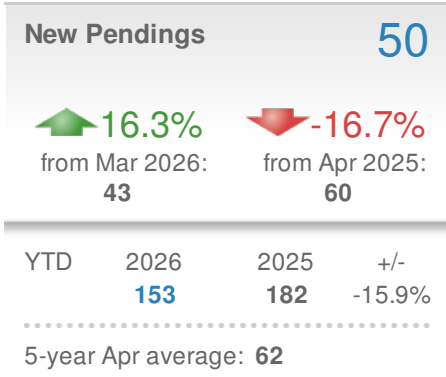 New Pendings 50
16.3% -16.7%
from Mar 2026: from Apr 2025:
43 60
YTD 2026 2025 +/-
153 182 -15.9%
5-year Apr average: 62